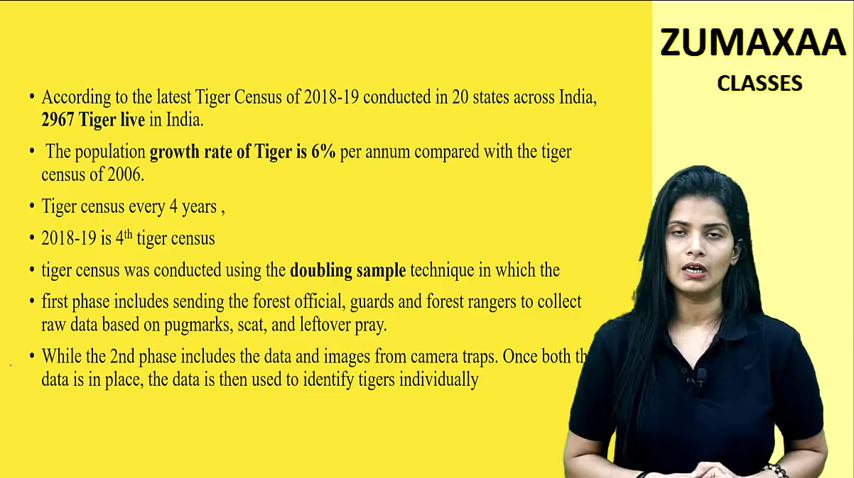 ZUMAXAA
CLASSES
• According to the latest Tiger Census of 2018-19 conducted in 20 states across India,
2967 Tiger live in India.
• The population growth rate of Tiger is 6% per annum compared with the tiger
census of 2006.
• Tiger census every 4 years ,
• 2018-19 is 4th tiger census
• tiger census was conducted using the doubling sample technique in which the
• first phase includes sending the forest official, guards and forest rangers to collect
raw data based on pugmarks, scat, and leftover pray.
• While the 2nd phase includes the data and images from camera traps. Once both th
data is in place, the data is then used to identify tigers individually